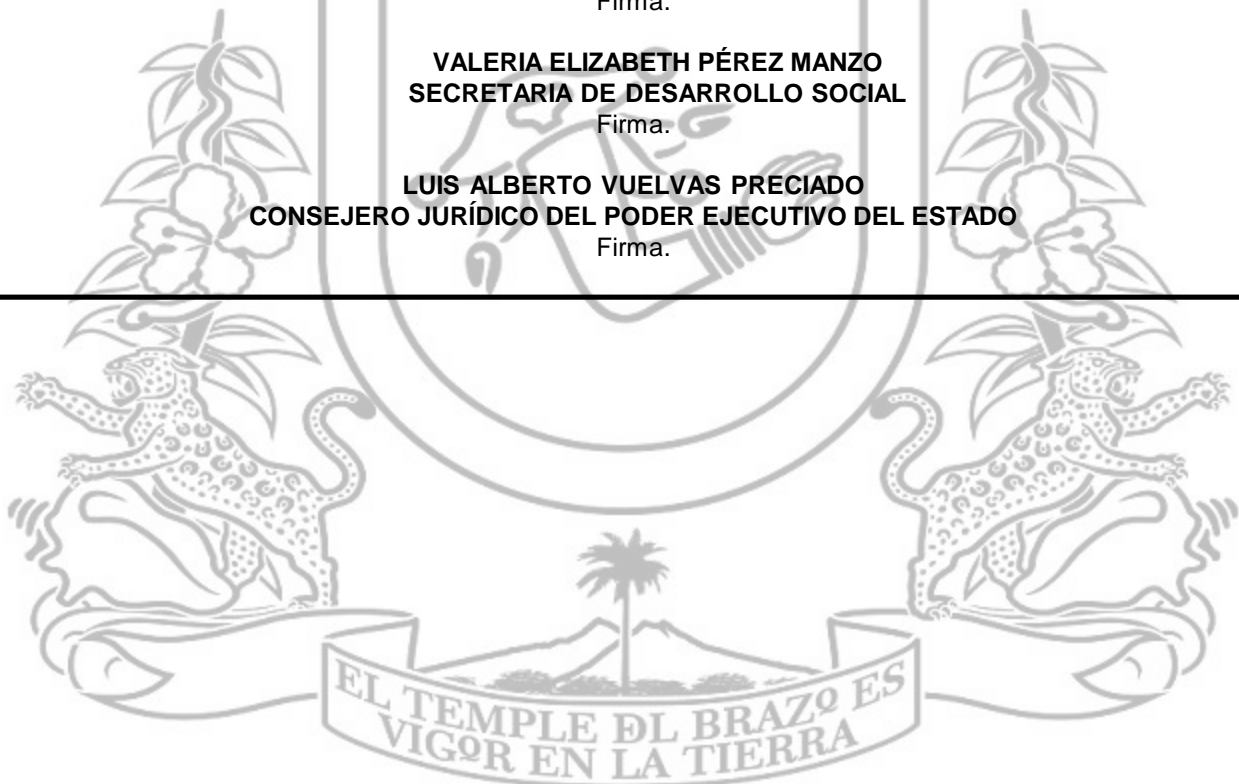 Firma.
VALERIA ELIZABETH PÉREZ MANZO
SECRETARIA DE DESARROLLO SOCIAL
Firma.
LUIS ALBERTO VUELVAS PRECIADO
CONSEJERO JURÍDICO DEL PODER EJECUTIVO DEL ESTADO
Firma.
EL TEMPLE ĐL BRAZO ES
VIGOR EN LA TIERRA